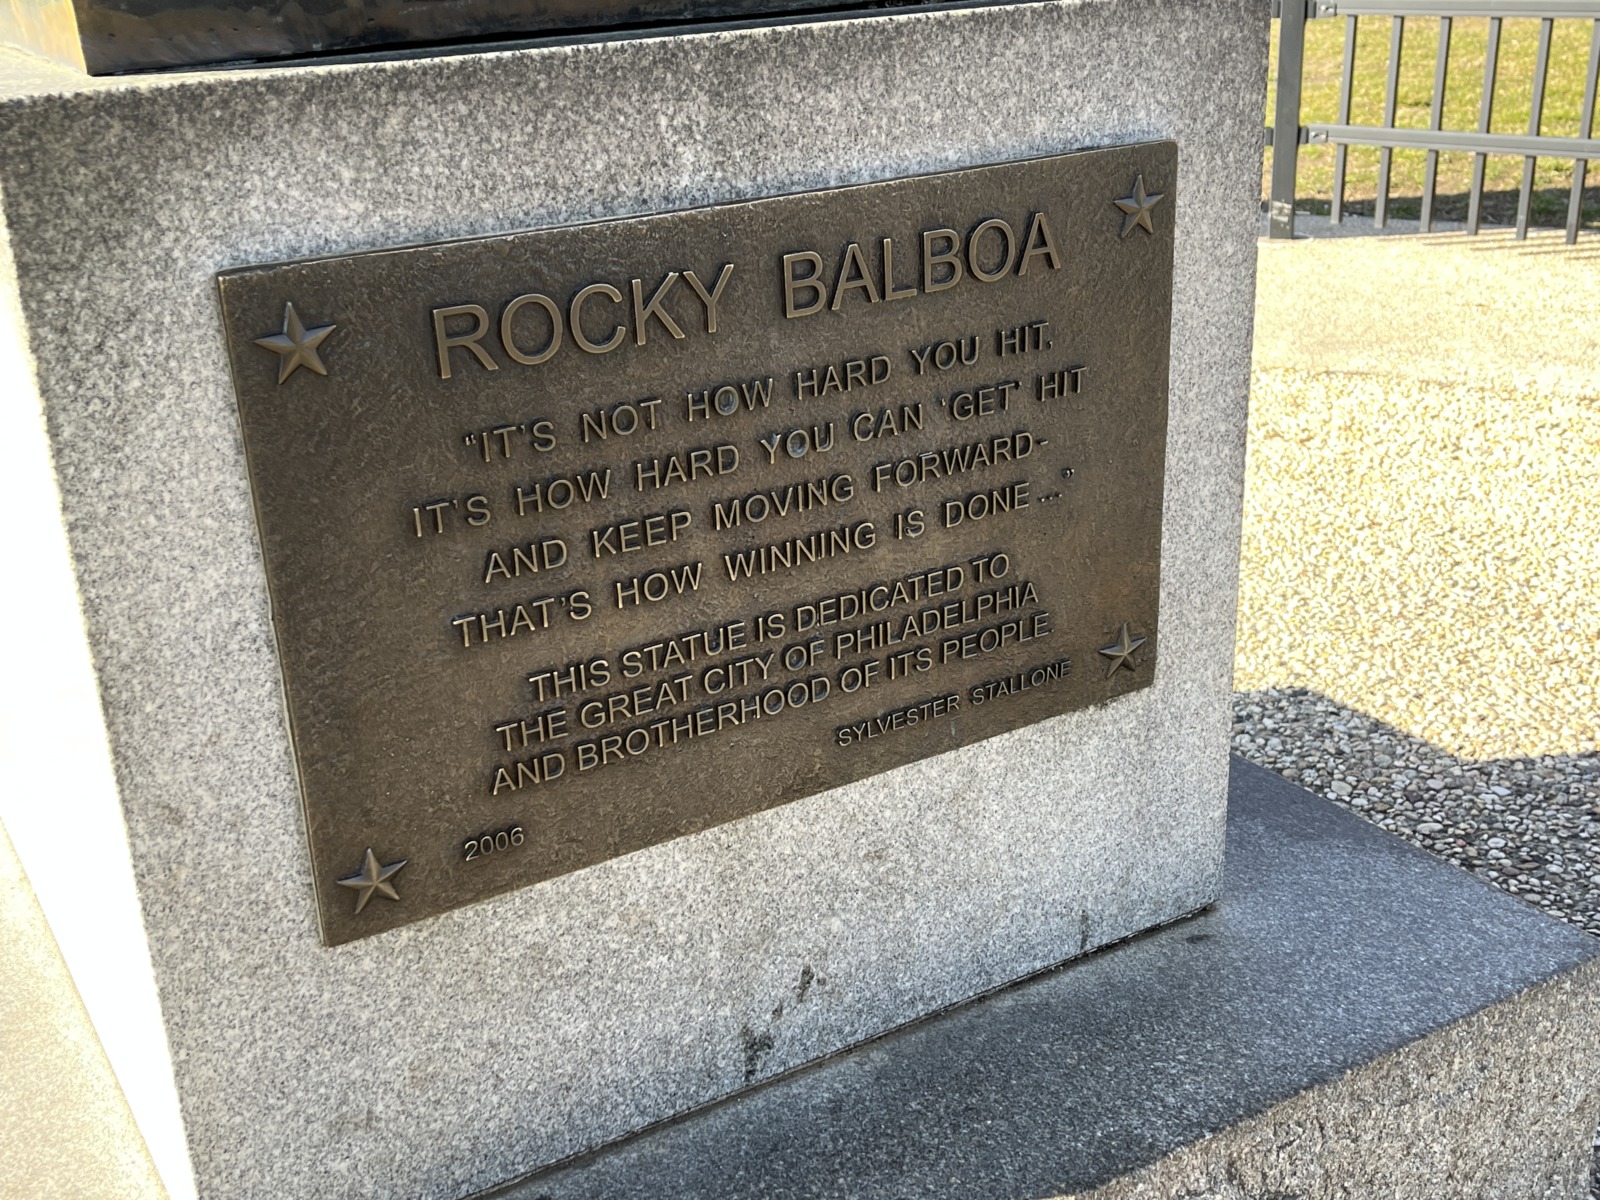 ROCKY BALBOA
“IT’S NOT HOW HARD YOU HIT,
IT’S HOW HARD YOU CAN ‘GET’ HIT
AND KEEP MOVING FORWARD-
THAT’S HOW WINNING IS DONE...”
THIS STATUE IS DEDICATED TO
THE GREAT CITY OF PHILADELPHIA
AND BROTHERHOOD OF ITS PEOPLE.
SYLVESTER STALLONE
2006